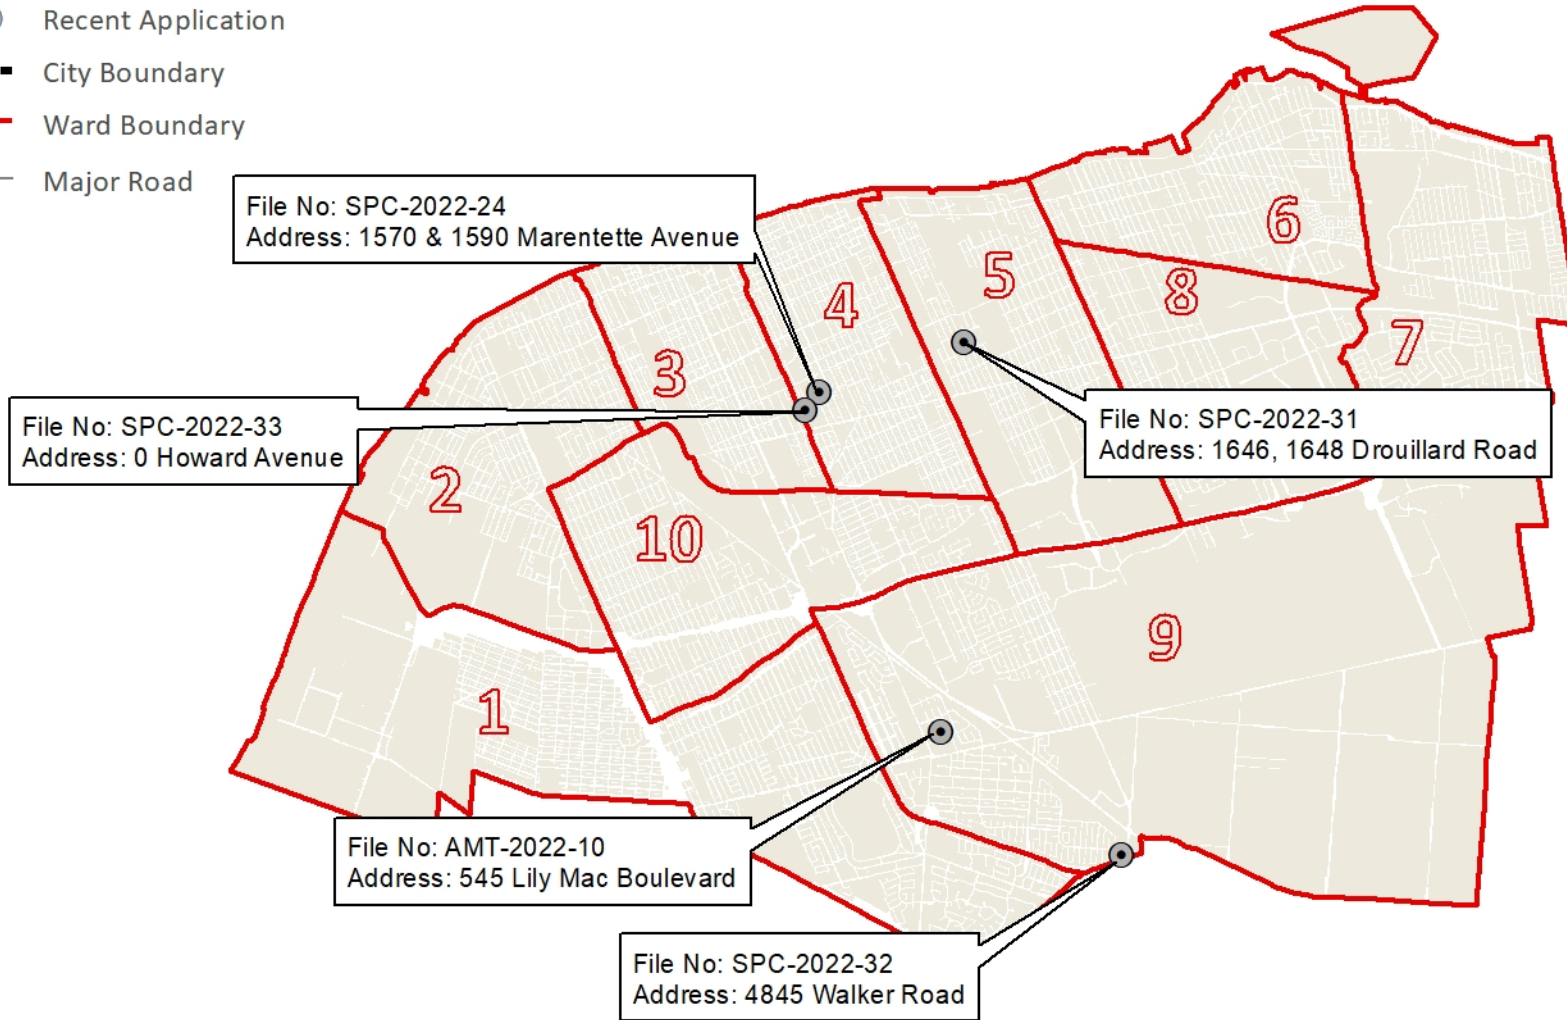 Recent Application
City Boundary
Ward Boundary
Major Road
File No: SPC-2022-24
Address: 1570 & 1590 Marentette Avenue
6
5
8
4
7
3
File No: SPC-2022-33
Address: 0 Howard Avenue
File No: SPC-2022-31
Address: 1646, 1648 Drouillard Road
2
10
9
1
File No: AMT-2022-10
Address: 545 Lily Mac Boulevard
File No: SPC-2022-32
Address: 4845 Walker Road